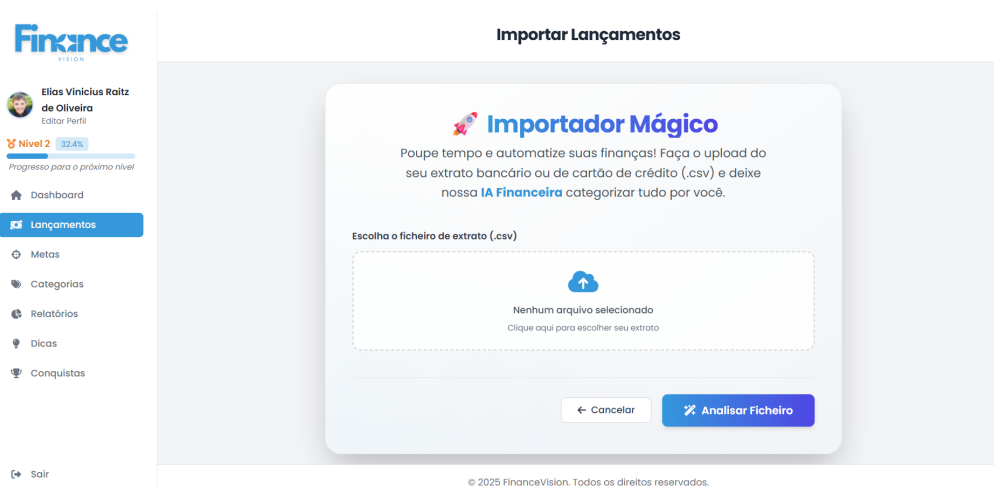 Finance
VISION
Elias Vinicius Raitz
de Oliveira
Editar Perfil
Nível 2 32.4%
Progresso para o próximo nível
Dashboard
Lançamentos
Metas
Categorias
Relatórios
Dicas
Conquistas
Sair
Importar Lançamentos
Importador Mágico
Poupe tempo e automatize suas finanças! Faça o upload do
seu extrato bancário ou de cartão de crédito (.csv) e deixe
nossa IA Financeira categorizar tudo por você.
Escolha o ficheiro de extrato (.csv)
Nenhum arquivo selecionado
Clique aqui para escolher seu extrato
Cancelar
Analisar Ficheiro
© 2025 FinanceVision. Todos os direitos reservados.